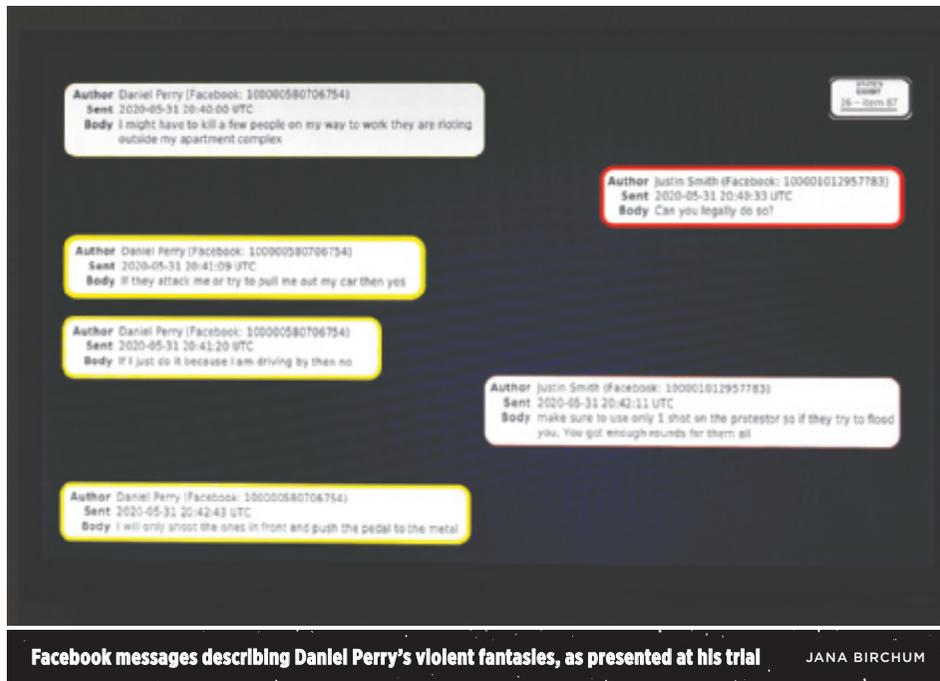 Author Daniel Perry (Facebook: 100000580706754)
Sent 2020-05-31 20:40:00 UTC
Body I might have to kill a few people on my way to work they are rioting
outside my apartment complex
EXHIBIT
26 - item 87
Author Justin Smith (Facebook: 100001012957783)
Sent 2020-05-31 20:40:33 UTC
Body Can you legally do so?
Author Daniel Perry (Facebook: 100000580706754)
Sent 2020-05-31 20:41:09 UTC
Body If they attack me or try to pull me out my car then yes
Author Daniel Perry (Facebook: 100000580706754)
Sent 2020-05-31 20:41:20 UTC
Body If I just do it because I am driving by then no
Author Justin Smith (Facebook: 100001012957783)
Sent 2020-05-31 20:42:11 UTC
Body make sure to use only 1 shot on the protestor so if they try to flood
you, You got enough rounds for them all
Author Daniel Perry (Facebook: 100000580706754)
Sent 2020-05-31 20:42:43 UTC
Body I will only shoot the ones in front and push the pedal to the metal
Facebook messages describing Daniel Perry's violent fantasies, as presented at his trial JANA BIRCHUM